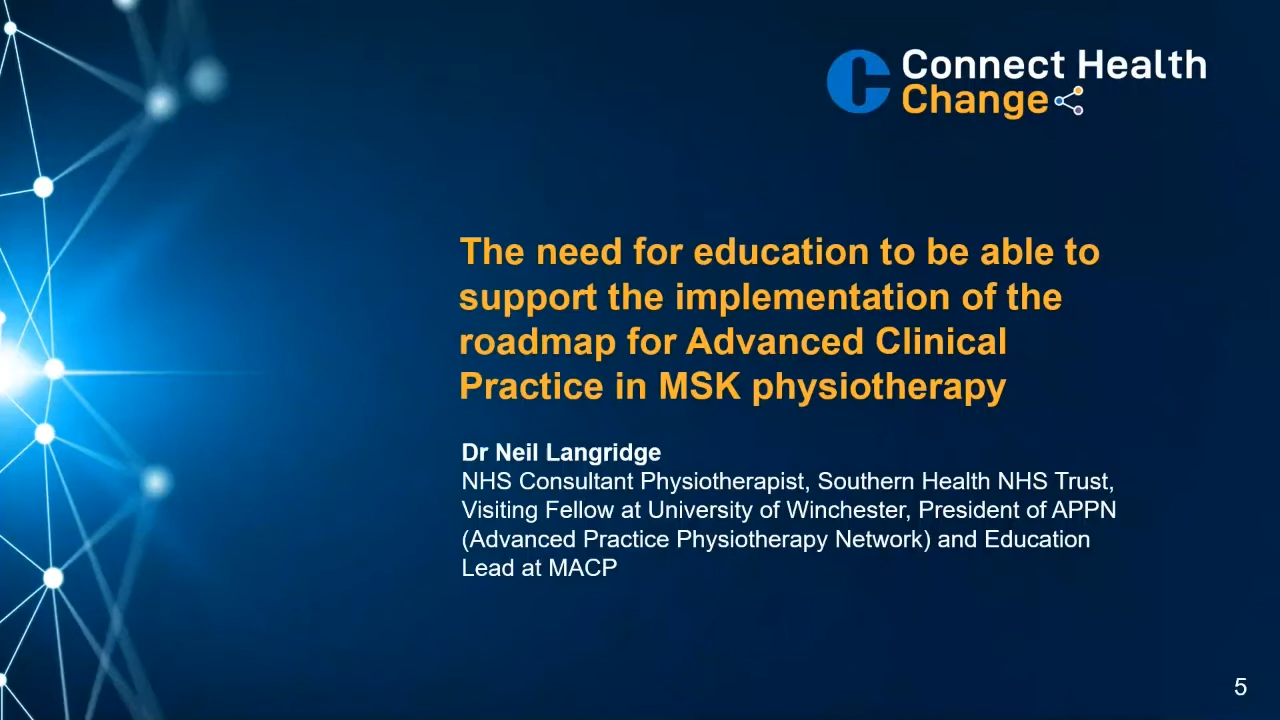 Connect Health
Change
The need for education to be able to
support the implementation of the
roadmap for Advanced Clinical
Practice in MSK physiotherapy
Dr Neil Langridge
NHS Consultant Physiotherapist, Southern Health NHS Trust,
Visiting Fellow at University of Winchester, President of APPN
(Advanced Practice Physiotherapy Network) and Education
Lead at MACP
5